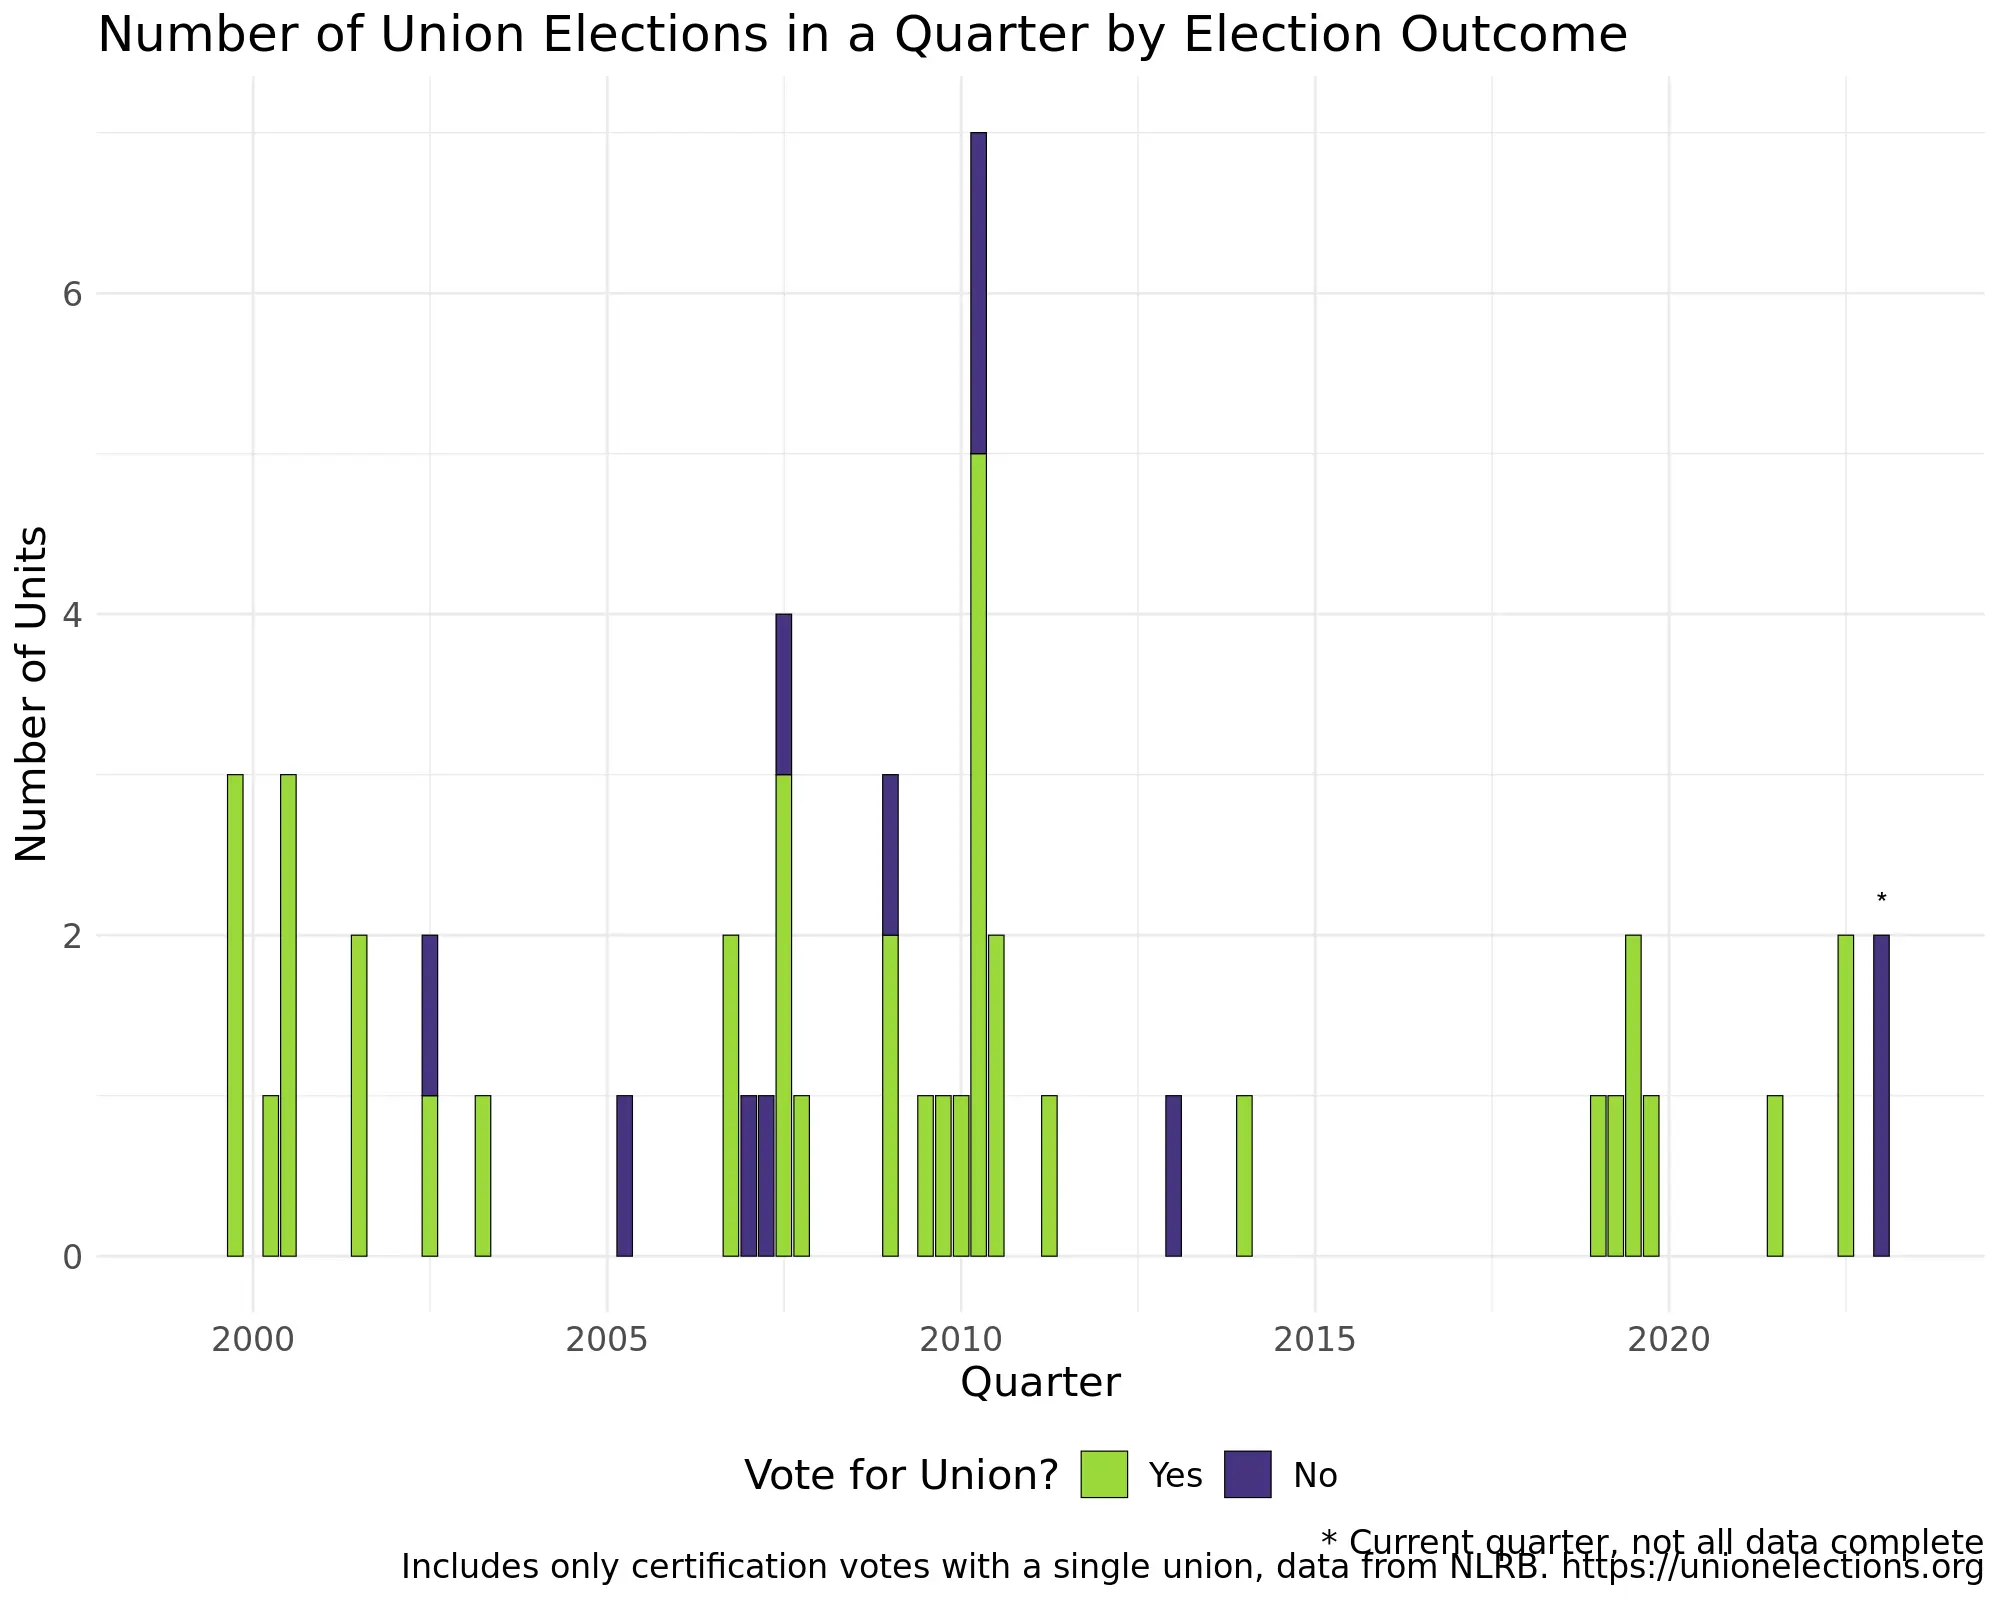 Number of Union Elections in a Quarter by Election Outcome
Number of Units
6
4
2
0
*
2000 2005 2010 2015 2020
Quarter
Vote for Union? Yes No
* Current quarter, not all data complete
Includes only certification votes with a single union, data from NLRB. https://unionelections.org